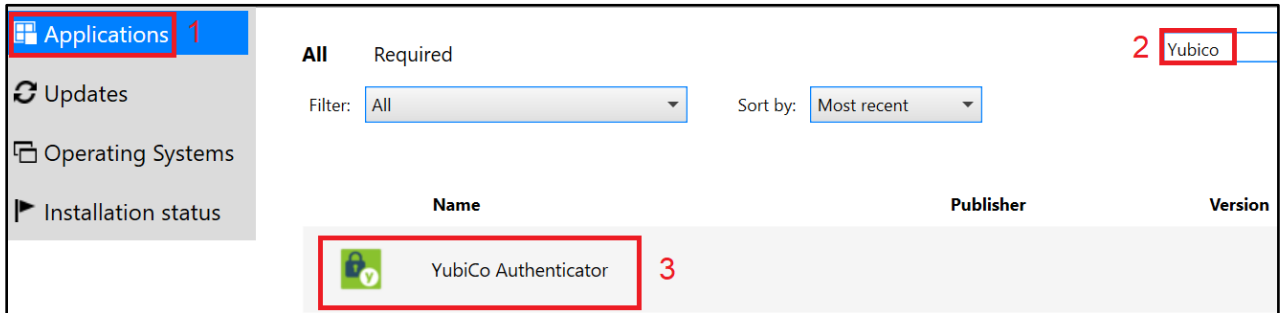 Applications 1
Updates
Operating Systems
Installation status
All Required
2 Yubico
Filter: All Sort by: Most recent
Name Publisher Version
y YubiCo Authenticator 3